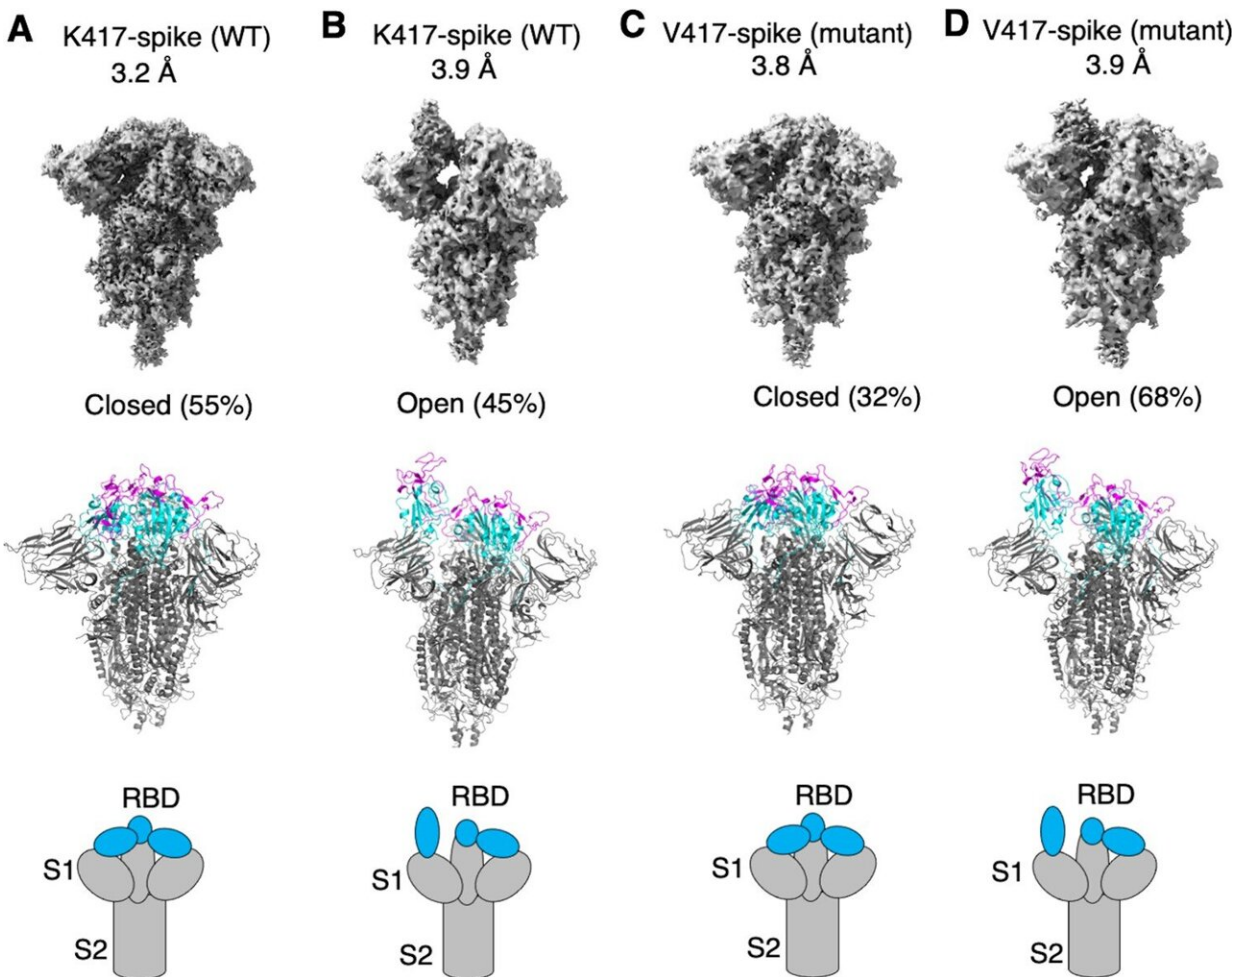 A
K417-spike (WT)
3.2 Å
B
K417-spike (WT)
3.9 Å
C
V417-spike (mutant)
3.8 Å
D
V417-spike (mutant)
3.9 Å
Closed (55%)
Open (45%)
Closed (32%)
Open (68%)
RBD
S1
S2
RBD
S1
S2
RBD
S1
S2
RBD
S1
S2